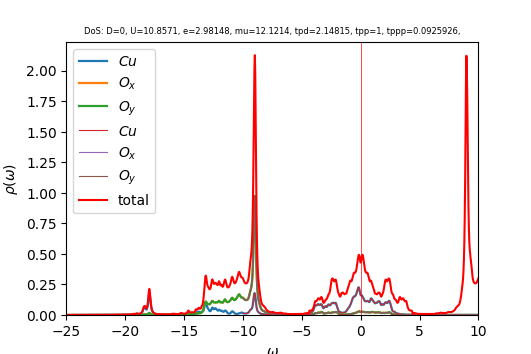 DoS: D=0, U=10.8571, e=2.98148, mu=12.1214, tpd=2.14815, tpp=1, tppp=0.0925926,
ρ(ω)
2.00
1.75
1.50
1.25
1.00
0.75
0.50
0.25
0.00
Cu
O_x
O_y
Cu
O_x
O_y
total
−25 −20 −15 −10 −5 0 5 10
ω